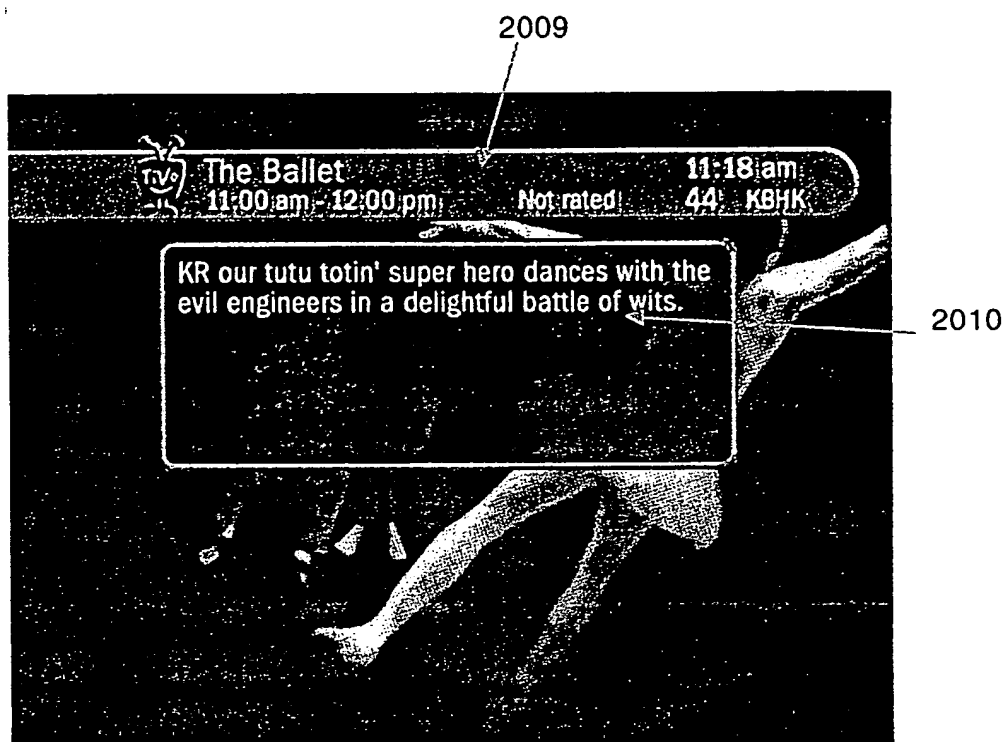 2009
TiVo
The Ballet
11:18 am
11:00 am - 12:00 pm
Not rated
44
KBHK
KR our tutu totin' super hero dances with the
evil engineers in a delightful battle of wits.
2010